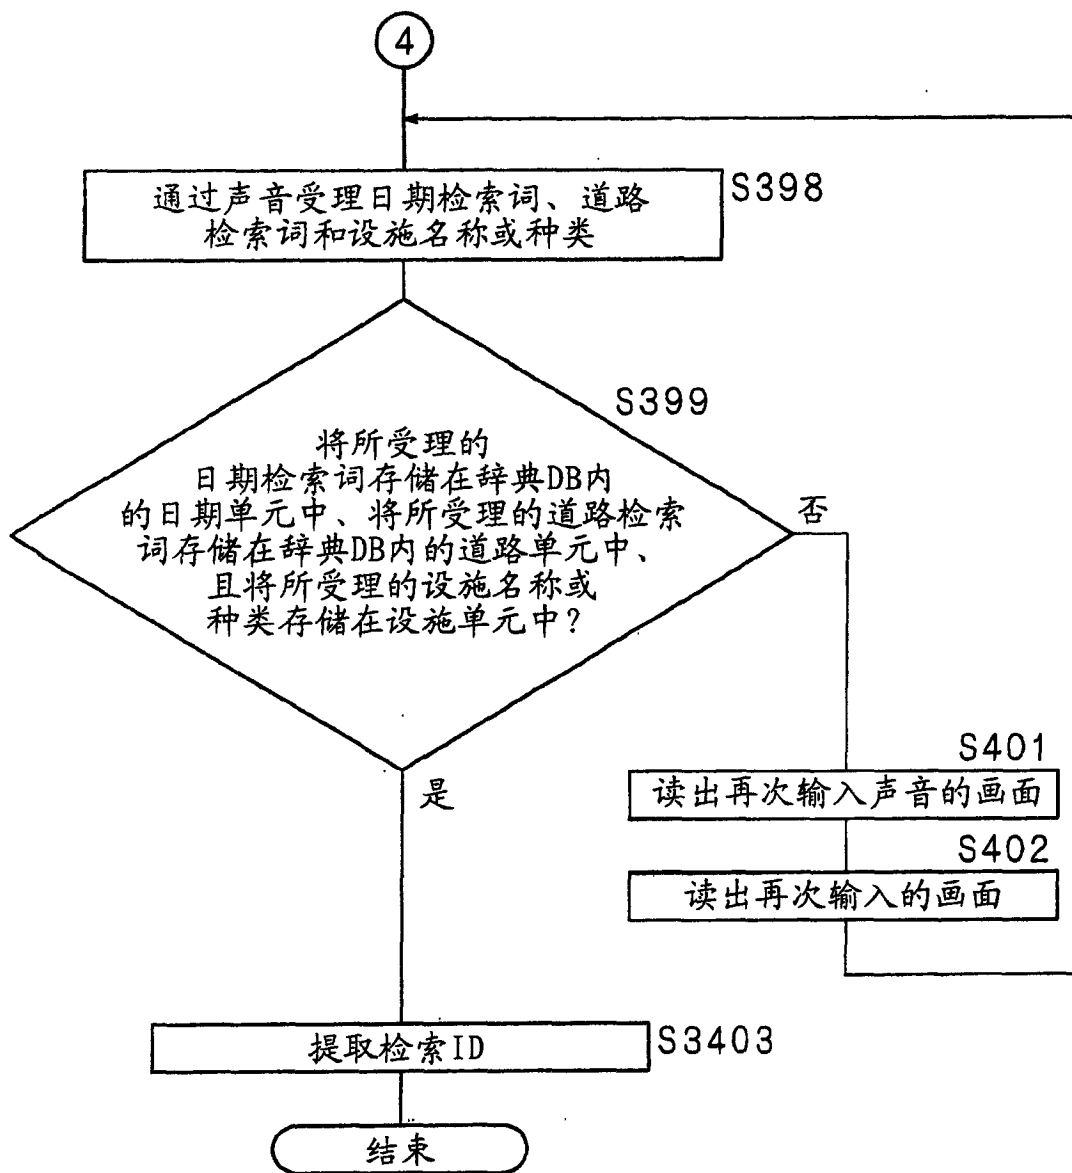 4
通过声音受理日期检索词、道路
检索词和设施名称或种类
S398
S399
将所受理的
日期检索词存储在辞典DB内
的日期单元中、将所受理的道路检索
词存储在辞典DB内的道路单元中、
且将所受理的设施名称或
种类存储在设施单元中?
否
是
S401
读出再次输入声音的画面
S402
读出再次输入的画面
提取检索ID
S3403
结束